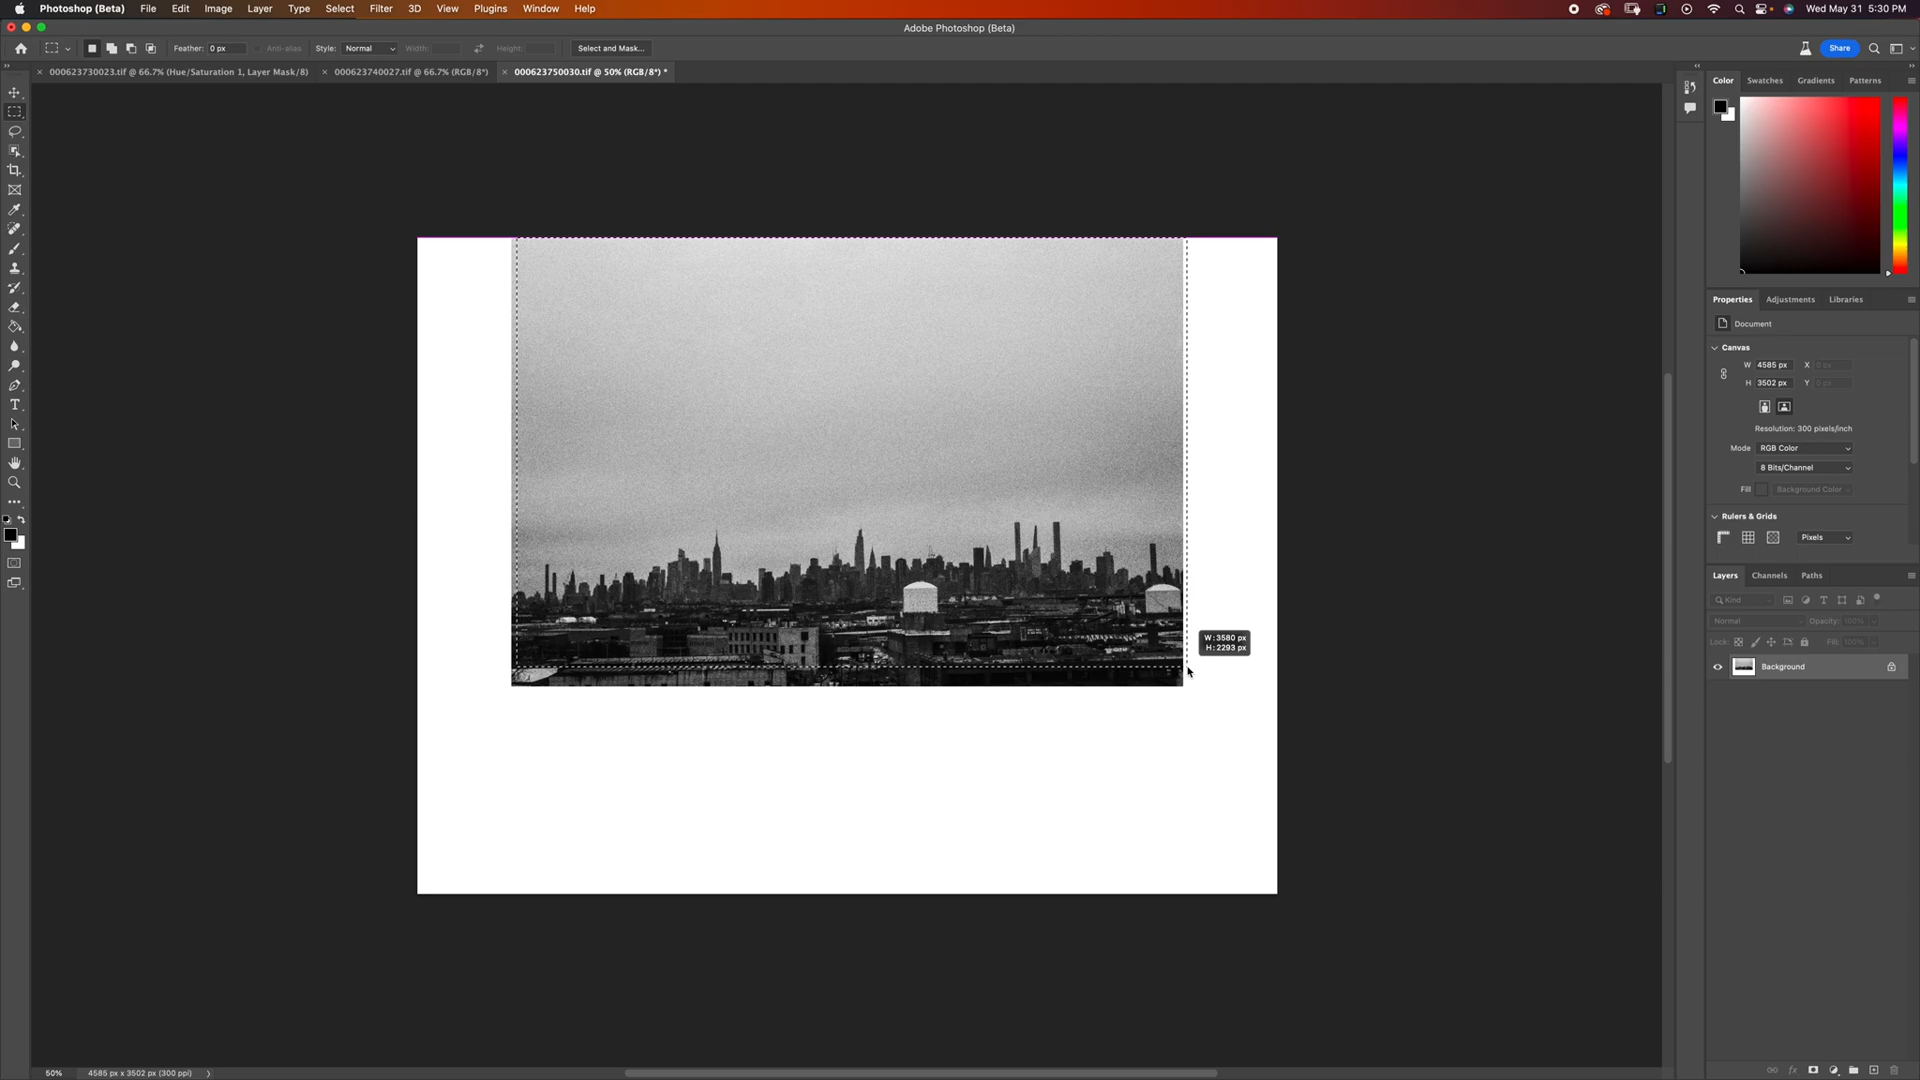 Photoshop (Beta) File Edit Image Layer Type Select Filter 3D View Plugins Window Help Wed May 31 5:30 PM
Adobe Photoshop (Beta)
Feather: 0 px Anti-alias Style: Normal Width: Height: Select and Mask... Share
000623730023.tif @ 66.7% (Hue/Saturation 1, Layer Mask/8) 000623740027.tif @ 66.7% (RGB/8*) 000623750030.tif @ 50% (RGB/8*) *
Color Swatches Gradients Patterns
Properties Adjustments Libraries
Document
Canvas
W 4585 px X 0 px
H 3502 px Y 0 px
Resolution: 300 pixels/inch
Mode RGB Color
8 Bits/Channel
Fill Background Color
Rulers & Grids
Pixels
Layers Channels Paths
Kind
Normal Opacity: 100%
Lock: Fill: 100%
Background
W: 3580 px
H: 2293 px
50% 4585 px x 3502 px (300 ppi)